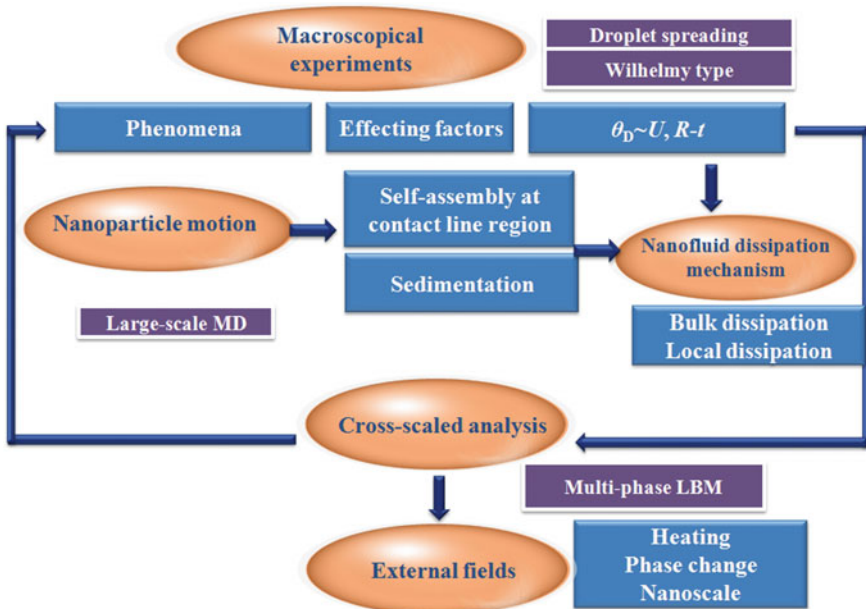 Macroscopical
experiments
Droplet spreading
Wilhelmy type
Phenomena
Effecting factors
θD~U, R-t
Nanoparticle motion
Self-assembly at
contact line region
Sedimentation
Nanofluid dissipation
mechanism
Large-scale MD
Bulk dissipation
Local dissipation
Cross-scaled analysis
Multi-phase LBM
External fields
Heating
Phase change
Nanoscale